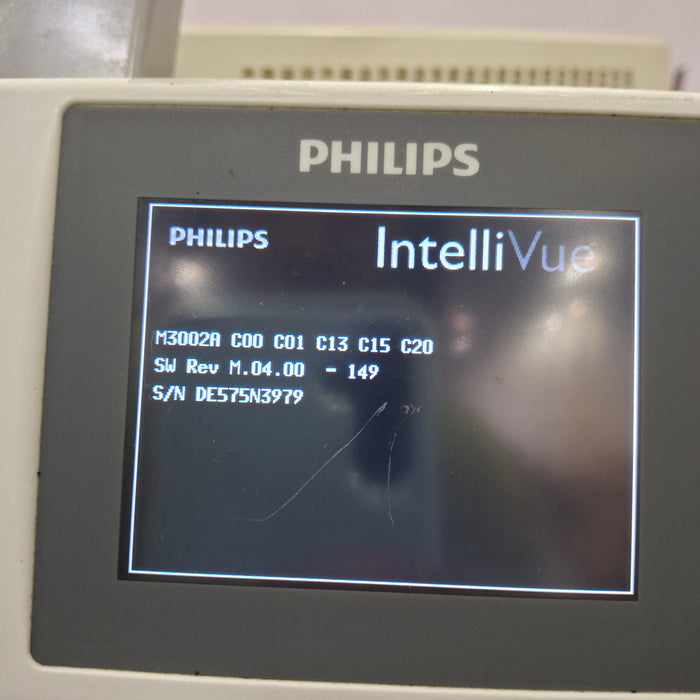 PHILIPS
PHILIPS
IntelliVue
M3002A C00 C01 C13 C15 C20
SW Rev M.04.00 - 149
S/N DE575N3979